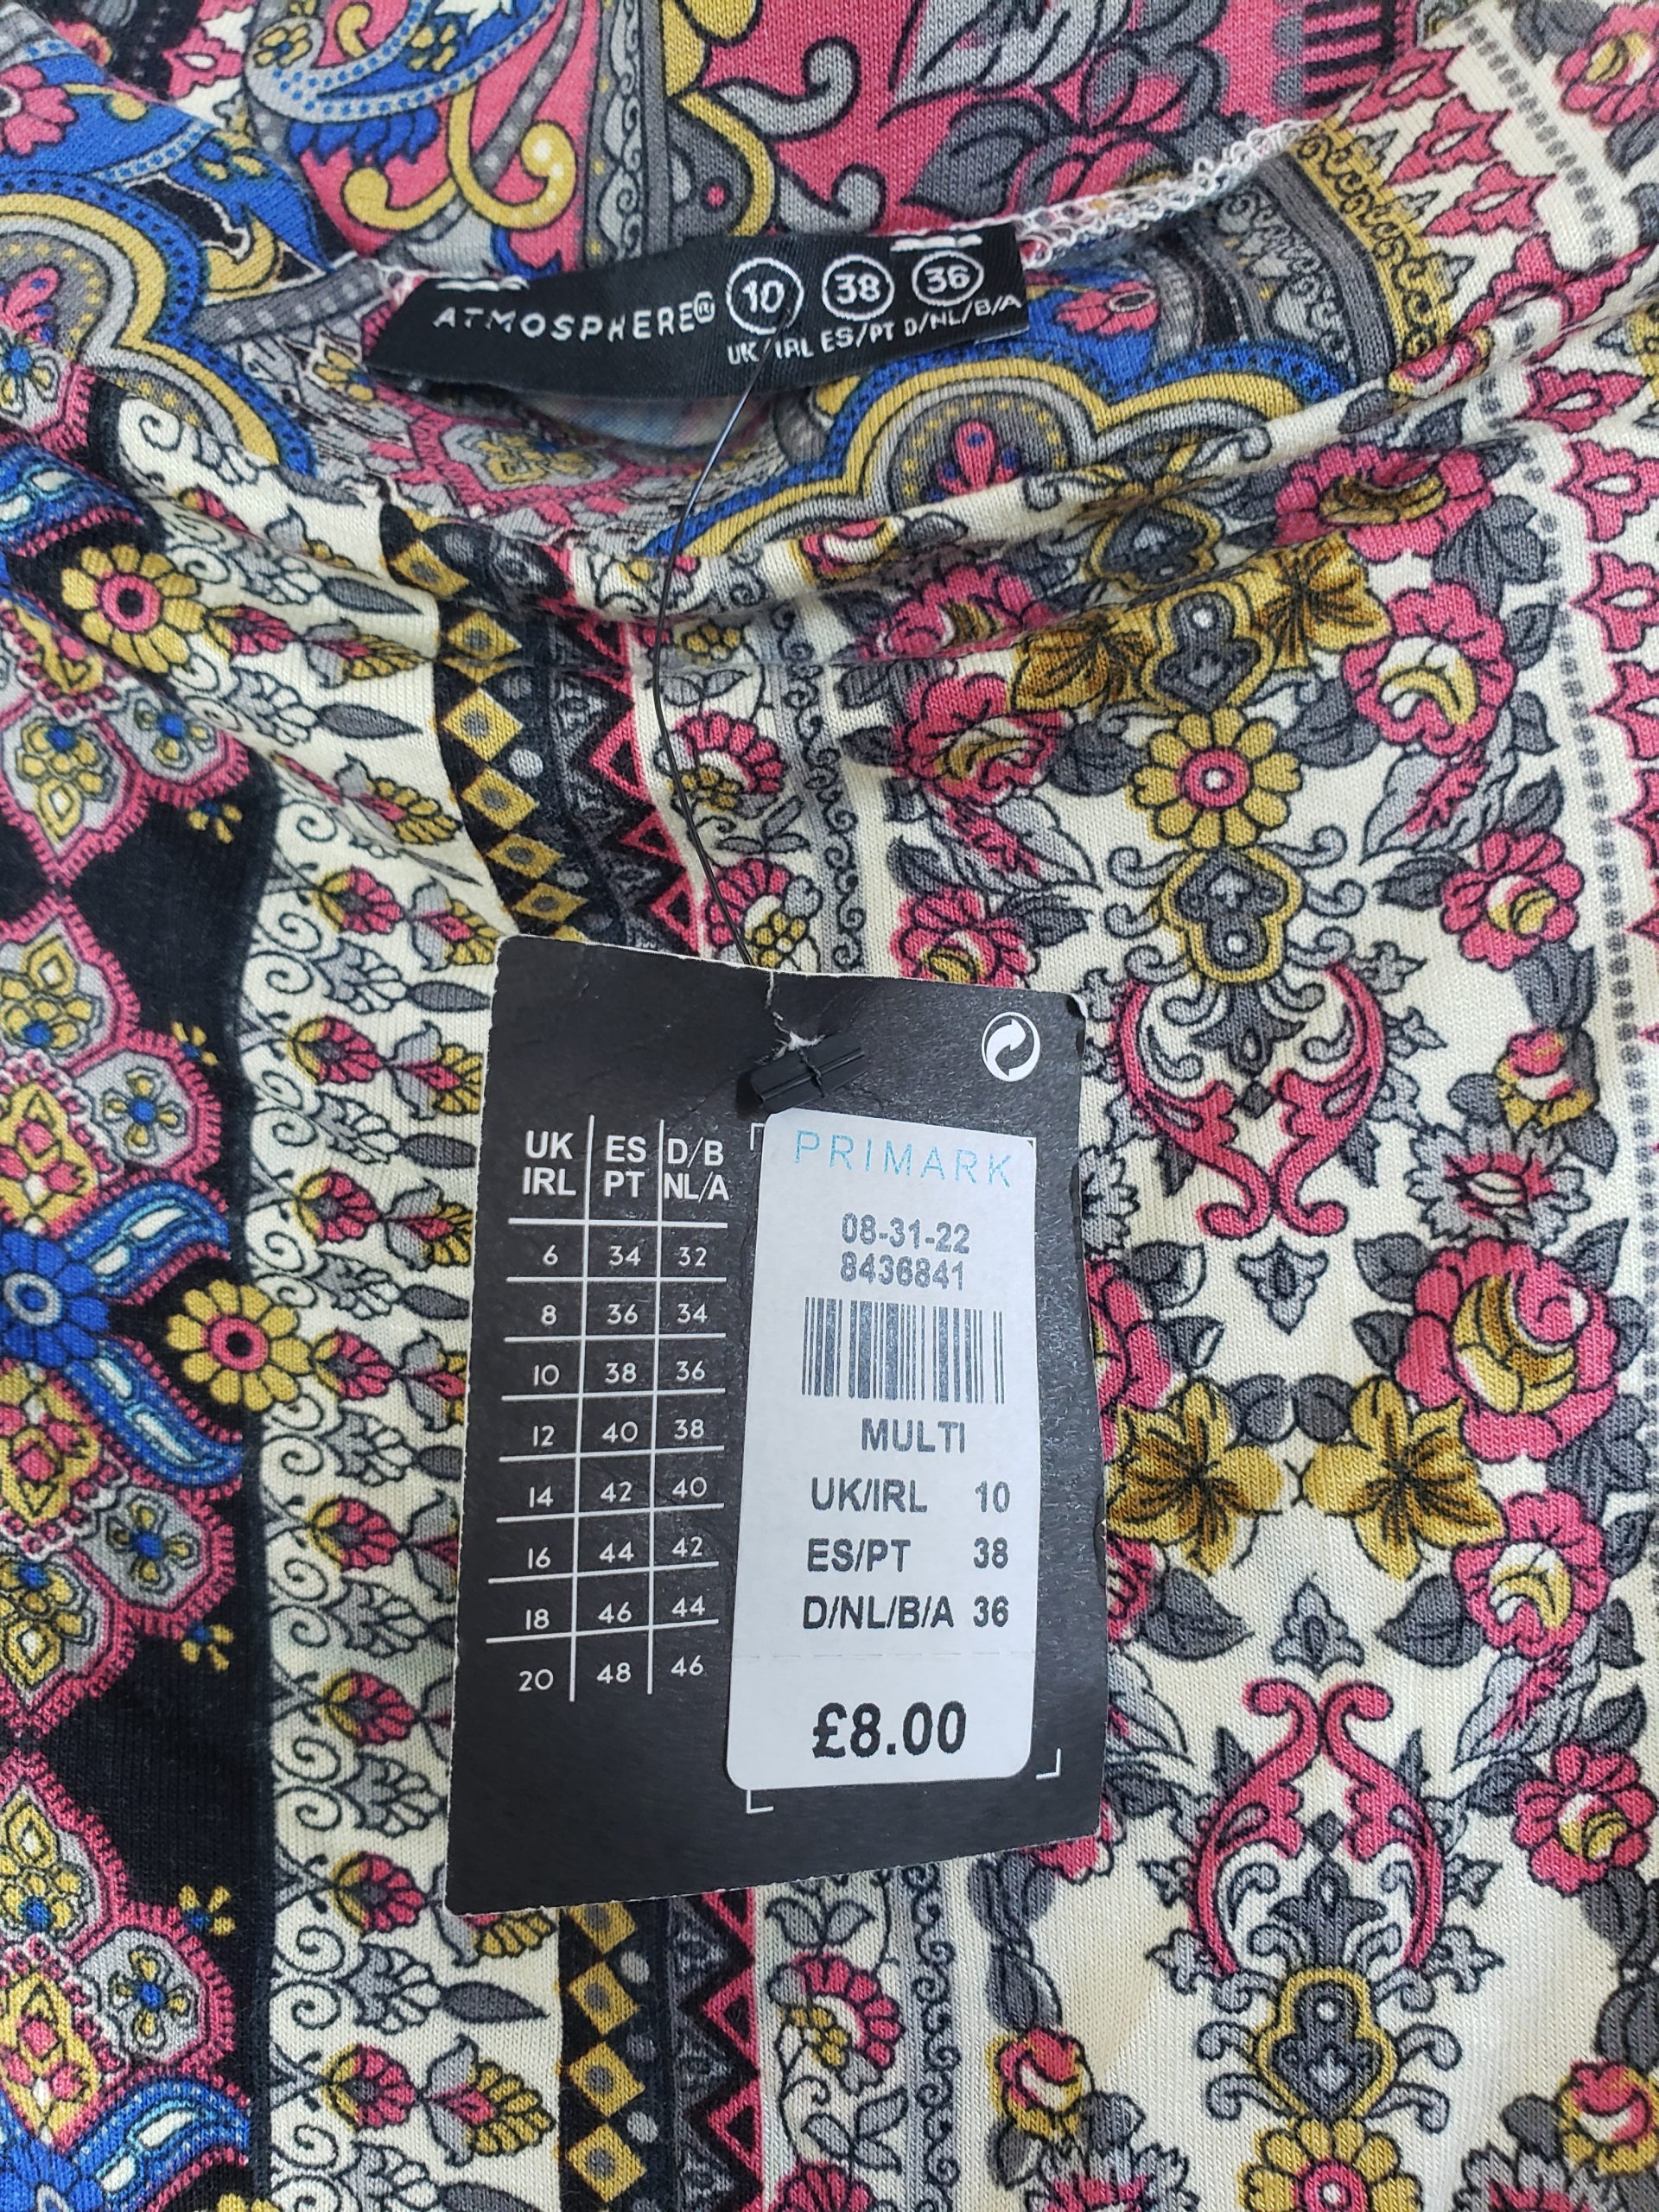 ATMOSPHERE® 10 38 36
UK/IRL ES/PT D/NL/B/A
UK ES D/B
IRL PT NL/A
6 34 32
8 36 34
10 38 36
12 40 38
14 42 40
16 44 42
18 46 44
20 48 46
PRIMARK
08-31-22
8436841
MULTI
UK/IRL 10
ES/PT 38
D/NL/B/A 36
£8.00